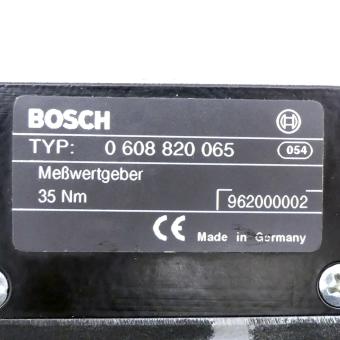 BOSCH
TYP: 0 608 820 065 054
Meßwertgeber
35 Nm 962000002
CE Made in Germany